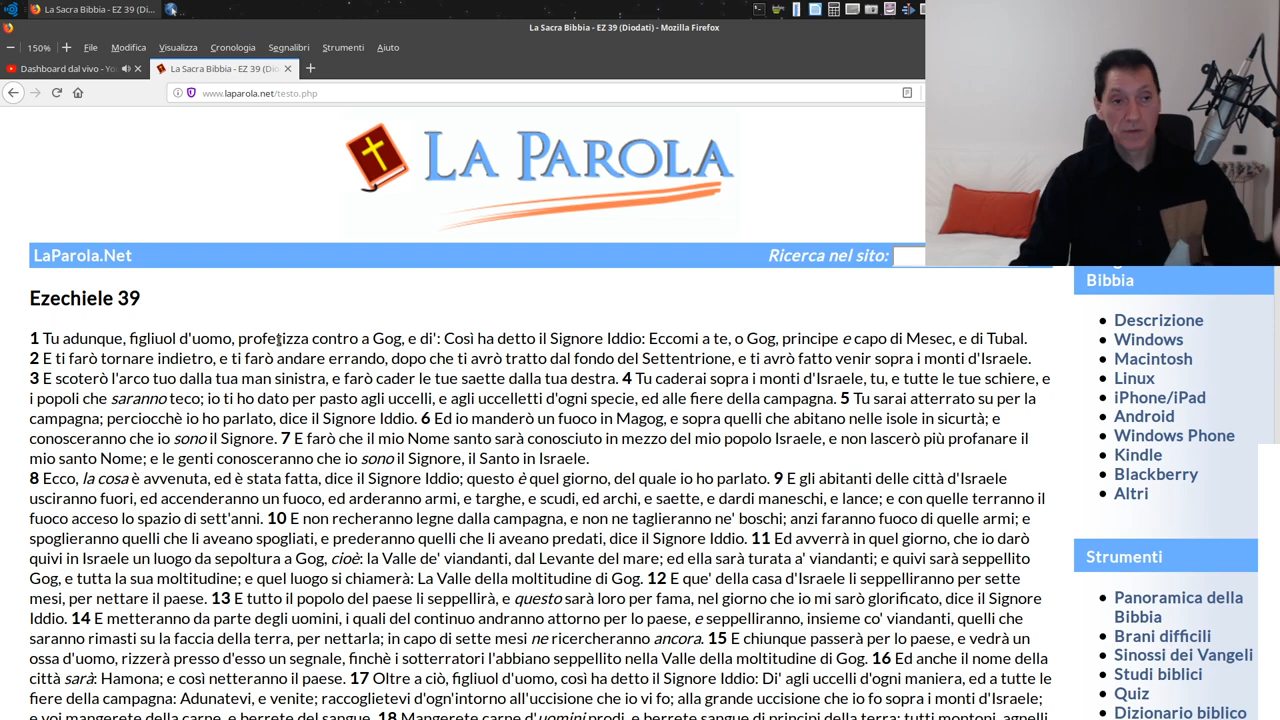 La Sacra Bibbia - EZ 39 (Di...
La Sacra Bibbia - EZ 39 (Diodati) - Mozilla Firefox
150% File Modifica Visualizza Cronologia Segnalibri Strumenti Aiuto
Dashboard dal vivo - Yo La Sacra Bibbia - EZ 39 (Dio
www.laparola.net/testo.php
LA PAROLA
LaParola.Net Ricerca nel sito:
Ezechiele 39
1 Tu adunque, figliuol d'uomo, profetizza contro a Gog, e di': Così ha detto il Signore Iddio: Eccomi a te, o Gog, principe e capo di Mesec, e di Tubal.
2 E ti farò tornare indietro, e ti farò andare errando, dopo che ti avrò tratto dal fondo del Settentrione, e ti avrò fatto venir sopra i monti d'Israele.
3 E scoterò l'arco tuo dalla tua man sinistra, e farò cader le tue saette dalla tua destra. 4 Tu caderai sopra i monti d'Israele, tu, e tutte le tue schiere, e
i popoli che saranno teco; io ti ho dato per pasto agli uccelli, e agli uccelletti d'ogni specie, ed alle fiere della campagna. 5 Tu sarai atterrato su per la
campagna; perciocchè io ho parlato, dice il Signore Iddio. 6 Ed io manderò un fuoco in Magog, e sopra quelli che abitano nelle isole in sicurtà; e
conosceranno che io sono il Signore. 7 E farò che il mio Nome santo sarà conosciuto in mezzo del mio popolo Israele, e non lascerò più profanare il
mio santo Nome; e le genti conosceranno che io sono il Signore, il Santo in Israele.
8 Ecco, la cosa è avvenuta, ed è stata fatta, dice il Signore Iddio; questo è quel giorno, del quale io ho parlato. 9 E gli abitanti delle città d'Israele
usciranno fuori, ed accenderanno un fuoco, ed arderanno armi, e targhe, e scudi, ed archi, e saette, e dardi maneschi, e lance; e con quelle terranno il
fuoco acceso lo spazio di sett'anni. 10 E non recheranno legne dalla campagna, e non ne taglieranno ne' boschi; anzi faranno fuoco di quelle armi; e
spoglieranno quelli che li aveano spogliati, e prederanno quelli che li aveano predati, dice il Signore Iddio. 11 Ed avverrà in quel giorno, che io darò
quivi in Israele un luogo da sepoltura a Gog, cioè: la Valle de' viandanti, dal Levante del mare; ed ella sarà turata a' viandanti; e quivi sarà seppellito
Gog, e tutta la sua moltitudine; e quel luogo si chiamerà: La Valle della moltitudine di Gog. 12 E que' della casa d'Israele li seppelliranno per sette
mesi, per nettare il paese. 13 E tutto il popolo del paese li seppellirà, e questo sarà loro per fama, nel giorno che io mi sarò glorificato, dice il Signore
Iddio. 14 E metteranno da parte degli uomini, i quali del continuo andranno attorno per lo paese, e seppelliranno, insieme co' viandanti, quelli che
saranno rimasti su la faccia della terra, per nettarla; in capo di sette mesi ne ricercheranno ancora. 15 E chiunque passerà per lo paese, e vedrà un
ossa d'uomo, rizzerà presso d'esso un segnale, finchè i sotterratori l'abbiano seppellito nella Valle della moltitudine di Gog. 16 Ed anche il nome della
città sarà: Hamona; e così netteranno il paese. 17 Oltre a ciò, figliuol d'uomo, così ha detto il Signore Iddio: Di' agli uccelli d'ogni maniera, ed a tutte le
fiere della campagna: Adunatevi, e venite; raccoglietevi d'ogn'intorno all'uccisione che io vi fo; alla grande uccisione che io fo sopra i monti d'Israele;
e voi mangerete della carne, e berrete del sangue. 18 Mangerete carne d'uomini prodi, e berrete sangue di principi della terra; tutti montoni, agnelli
Bibbia
Descrizione
Windows
Macintosh
Linux
iPhone/iPad
Android
Windows Phone
Kindle
Blackberry
Altri
Strumenti
Panoramica della
Bibbia
Brani difficili
Sinossi dei Vangeli
Studi biblici
Quiz
Dizionario biblico